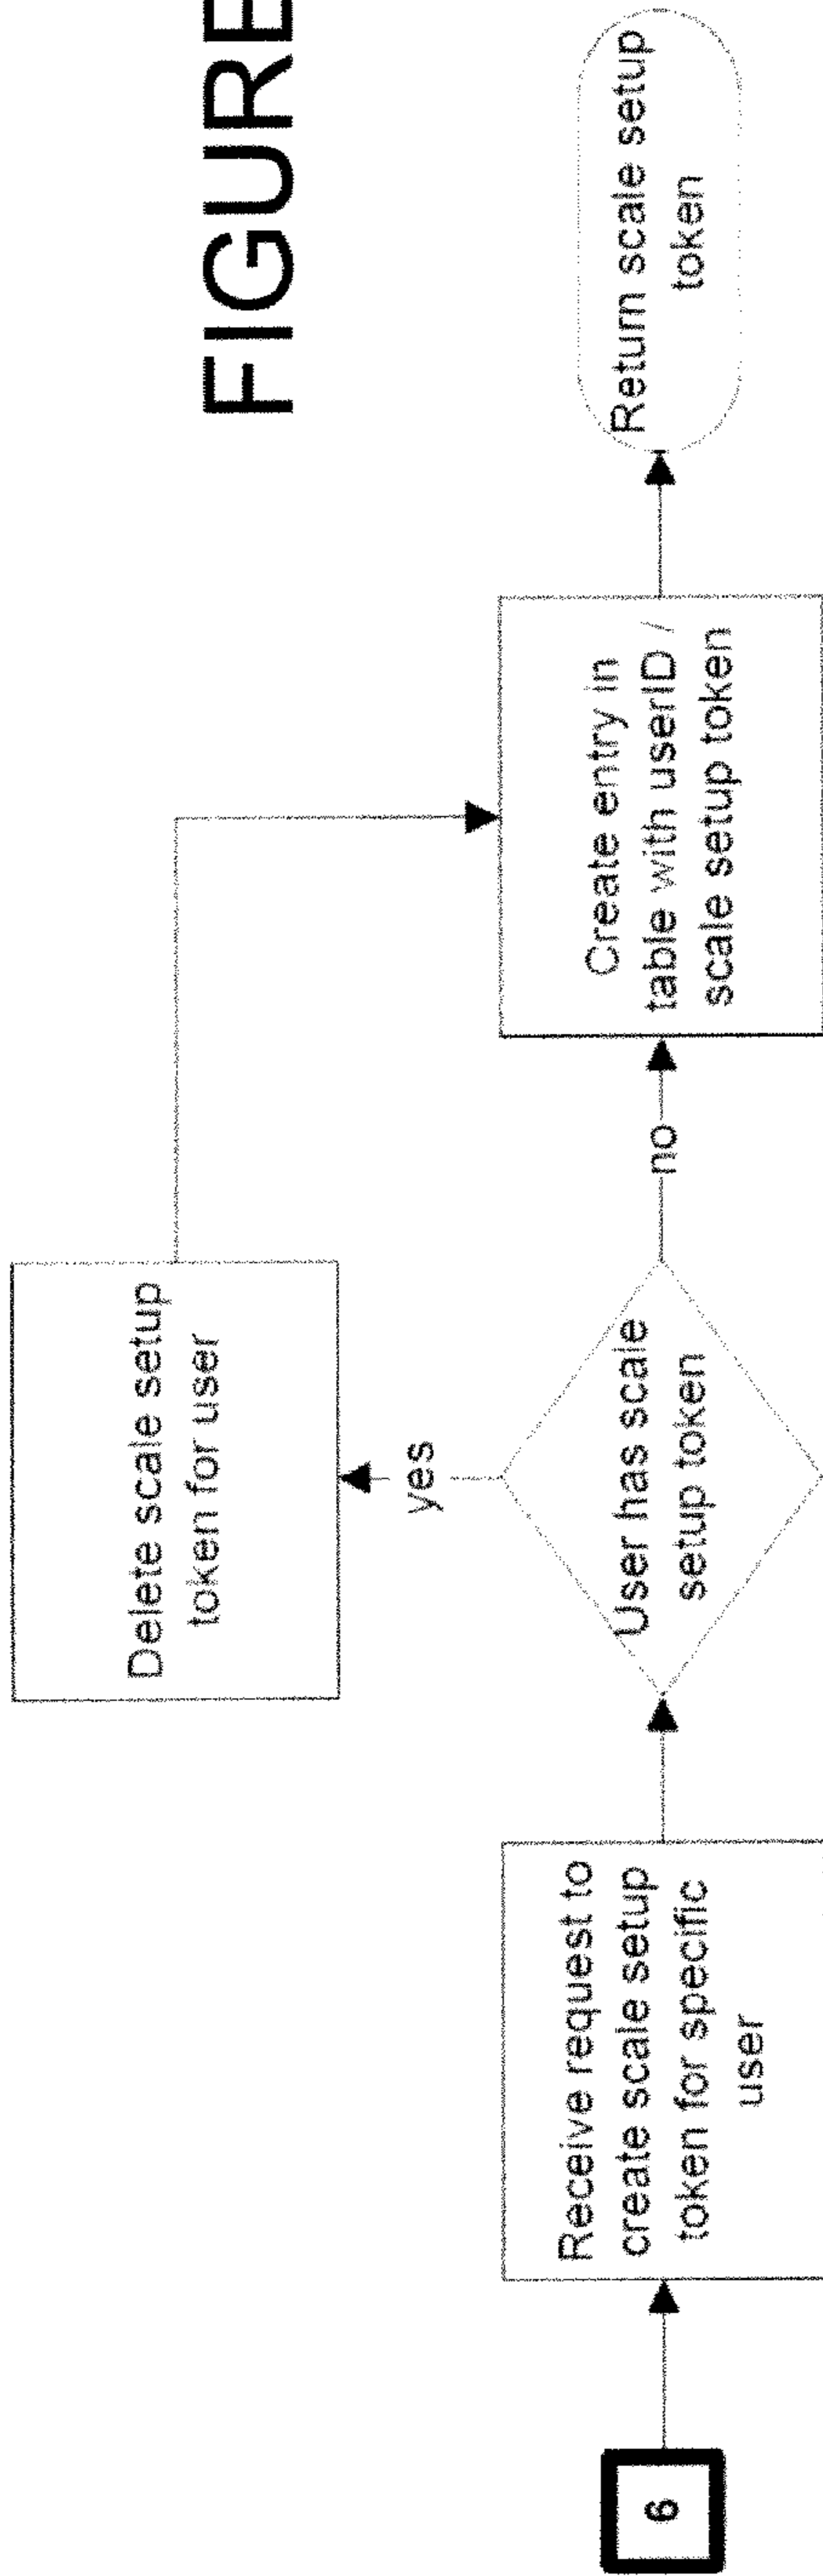 FIGURE
6
Receive request to
create scale setup
token for specific
user
User has scale
setup token
yes
no
Delete scale setup
token for user
Create entry in
table with userID /
scale setup token
Return scale setup
token